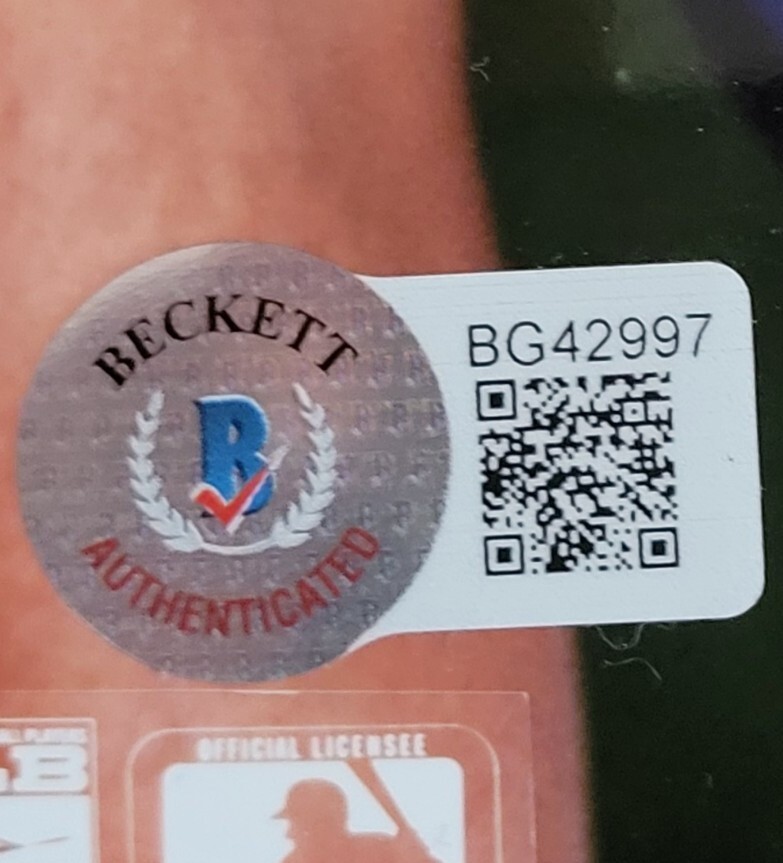 BECKETT
B
AUTHENTICATED
BG42997
OFFICIAL LICENSEE